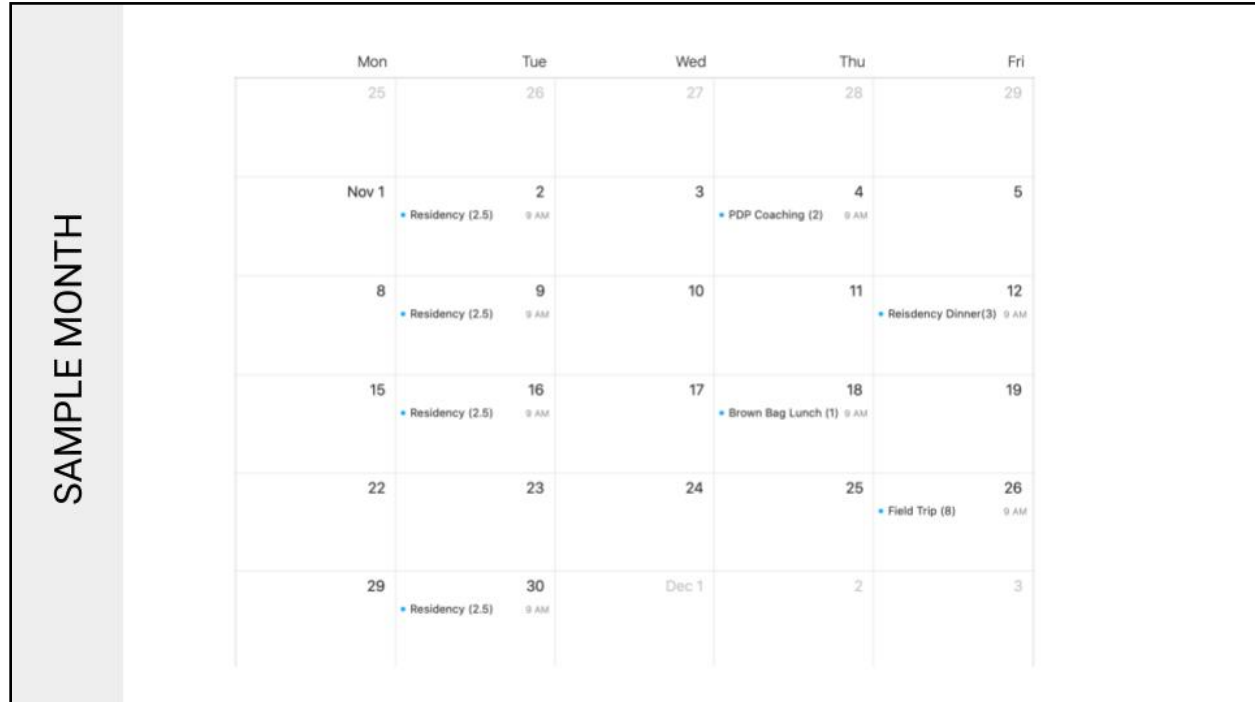 SAMPLE MONTH
Mon Tue Wed Thu Fri
25 26 27 28 29
Nov 1 2 3 4 5
• Residency (2.5) 9 AM • PDP Coaching (2) 9 AM
8 9 10 11 12
• Residency (2.5) 9 AM • Reisdency Dinner(3) 9 AM
15 16 17 18 19
• Residency (2.5) 9 AM • Brown Bag Lunch (1) 9 AM
22 23 24 25 26
• Field Trip (8) 9 AM
29 30 Dec 1 2 3
• Residency (2.5) 9 AM